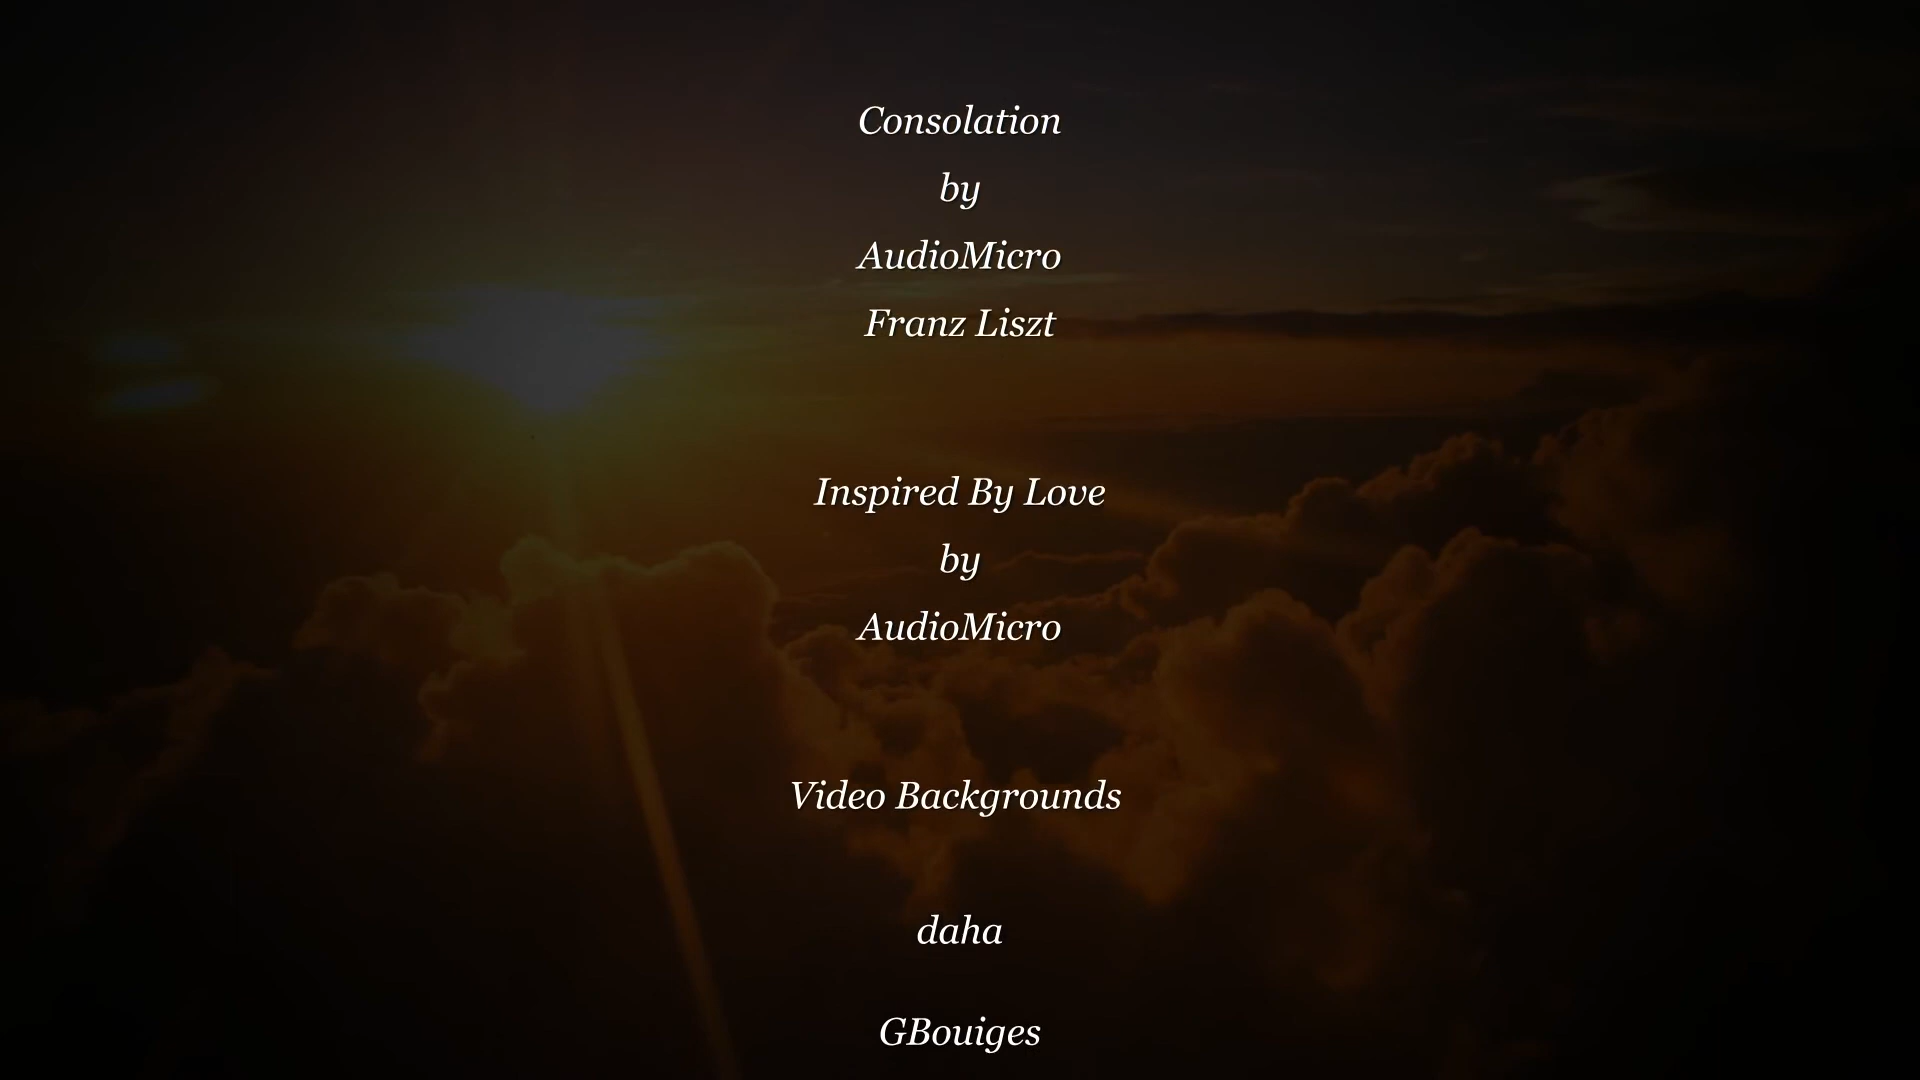 Consolation
by
AudioMicro
Franz Liszt
Inspired By Love
by
AudioMicro
Video Backgrounds
daha
GBouiges